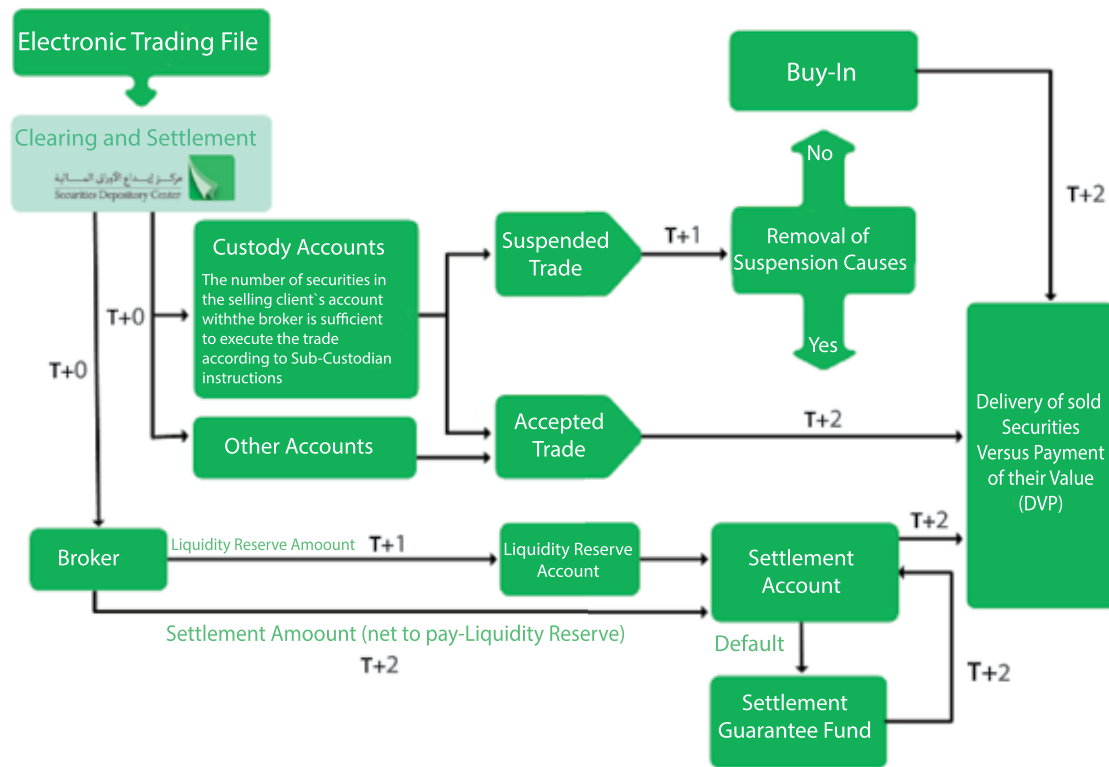 Electronic Trading File
Clearing and Settlement
مركز إيداع الأوراق المالية
Securities Depository Center
T+0
T+0
Custody Accounts
The number of securities in
the selling client`s account
withthe broker is sufficient
to execute the trade
according to Sub-Custodian
instructions
Other Accounts
Suspended
Trade
T+1
Removal of
Suspension Causes
No
Yes
Buy-In
T+2
Accepted
Trade
T+2
Delivery of sold
Securities
Versus Payment
of their Value
(DVP)
Broker
Liquidity Reserve Amoount
T+1
Liquidity Reserve
Account
Settlement
Account
T+2
Settlement Amoount (net to pay-Liquidity Reserve)
T+2
Default
Settlement
Guarantee Fund
T+2